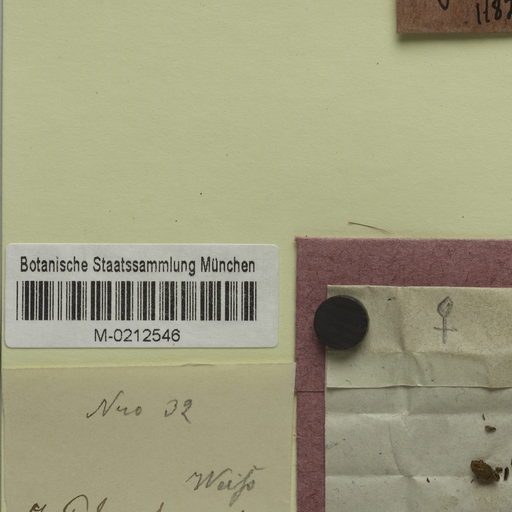 Botanische Staatssammlung München
M-0212546
♀
Nro 32
Weiſs